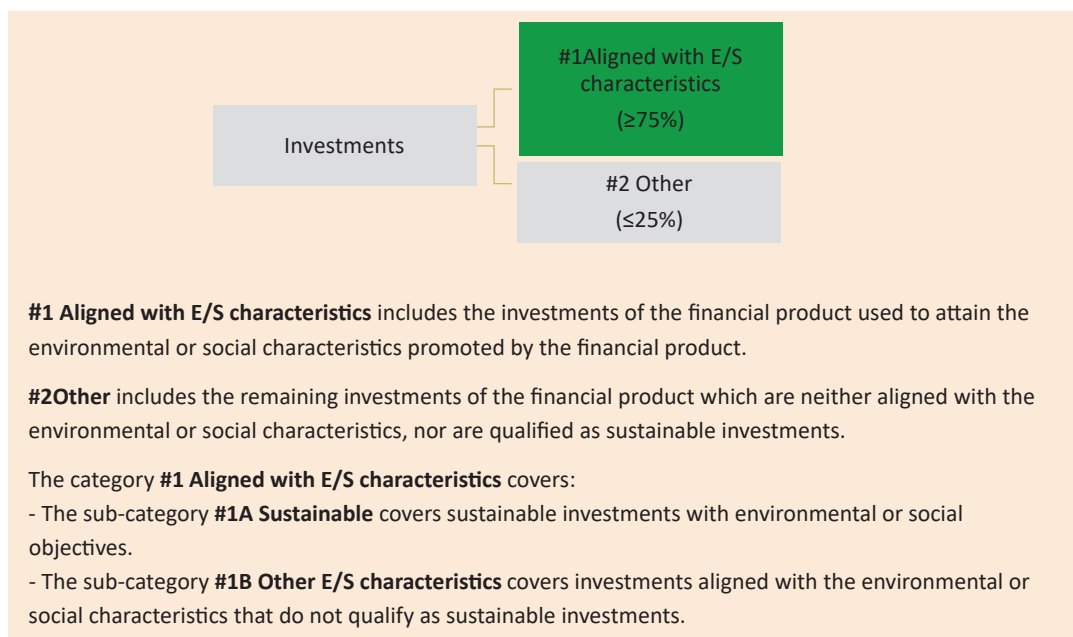 #1Aligned with E/S
characteristics
(≥75%)
Investments
#2 Other
(≤25%)
#1 Aligned with E/S characteristics includes the investments of the financial product used to attain the
environmental or social characteristics promoted by the financial product.
#2Other includes the remaining investments of the financial product which are neither aligned with the
environmental or social characteristics, nor are qualified as sustainable investments.
The category #1 Aligned with E/S characteristics covers:
- The sub-category #1A Sustainable covers sustainable investments with environmental or social
objectives.
- The sub-category #1B Other E/S characteristics covers investments aligned with the environmental or
social characteristics that do not qualify as sustainable investments.